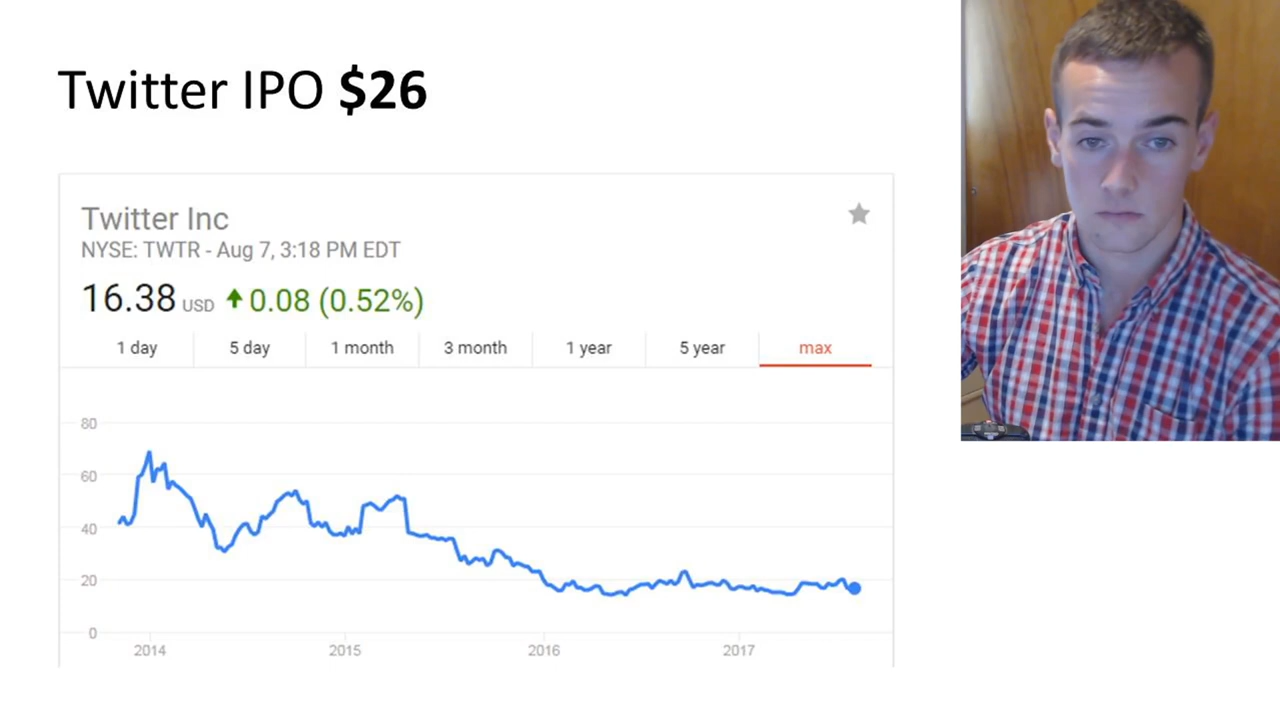 Twitter IPO $26
Twitter Inc
NYSE: TWTR - Aug 7, 3:18 PM EDT
16.38 USD 0.08 (0.52%)
1 day 5 day 1 month 3 month 1 year 5 year max
80
60
40
20
0
2014 2015 2016 2017